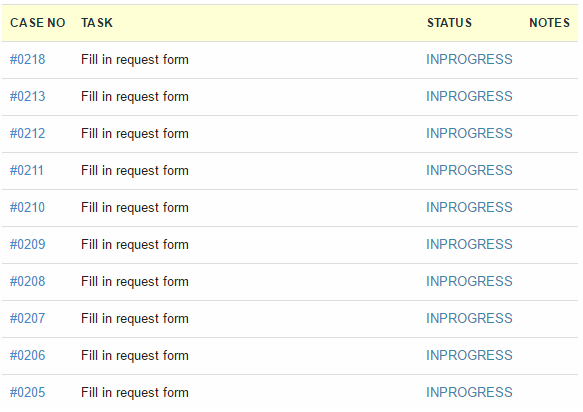 CASE NO TASK STATUS NOTES
#0218 Fill in request form INPROGRESS
#0213 Fill in request form INPROGRESS
#0212 Fill in request form INPROGRESS
#0211 Fill in request form INPROGRESS
#0210 Fill in request form INPROGRESS
#0209 Fill in request form INPROGRESS
#0208 Fill in request form INPROGRESS
#0207 Fill in request form INPROGRESS
#0206 Fill in request form INPROGRESS
#0205 Fill in request form INPROGRESS